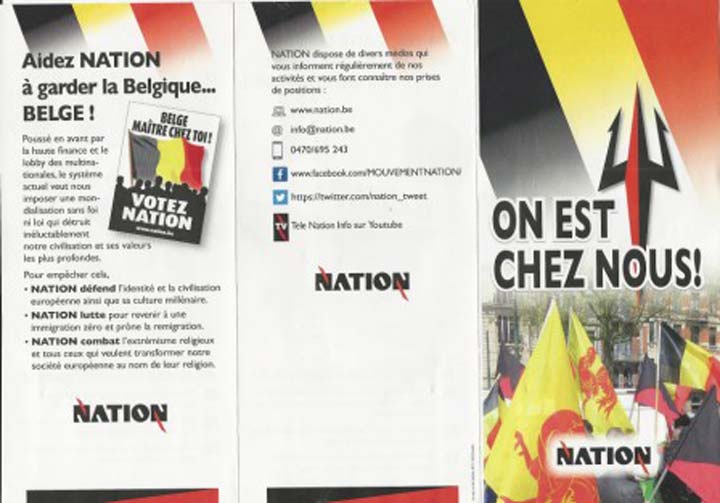 Aidez NATION
à garder la Belgique...
BELGE !
Poussé en avant par
la haute finance et le
lobby des multina-
tionales, le système
actuel veut nous
imposer une mon-
dialisation sans foi
ni loi qui détruit
inéluctablement
notre civilisation et ses valeurs
les plus profondes.
BELGE
MAÎTRE CHEZ TOI !
VOTEZ
NATION
www.nation.be
Pour empêcher cela,
• NATION défend l'identité et la civilisation
européenne ainsi que sa culture millénaire.
• NATION lutte pour revenir à une
immigration zéro et prône la remigration.
• NATION combat l'extrémisme religieux
et tous ceux qui veulent transformer notre
société européenne au nom de leur religion.
NATION
NATION dispose de divers medias qui
vous informent régulièrement de nos
activités et vous font connaître nos prises
de positions :
www.nation.be
@ info@nation.be
0470/695 243
f www.facebook.com/MOUVEMENTNATION/
https://twitter.com/nation_tweet
TV Tele Nation Info sur Youtube
NATION
ON EST
CHEZ NOUS!
NATION